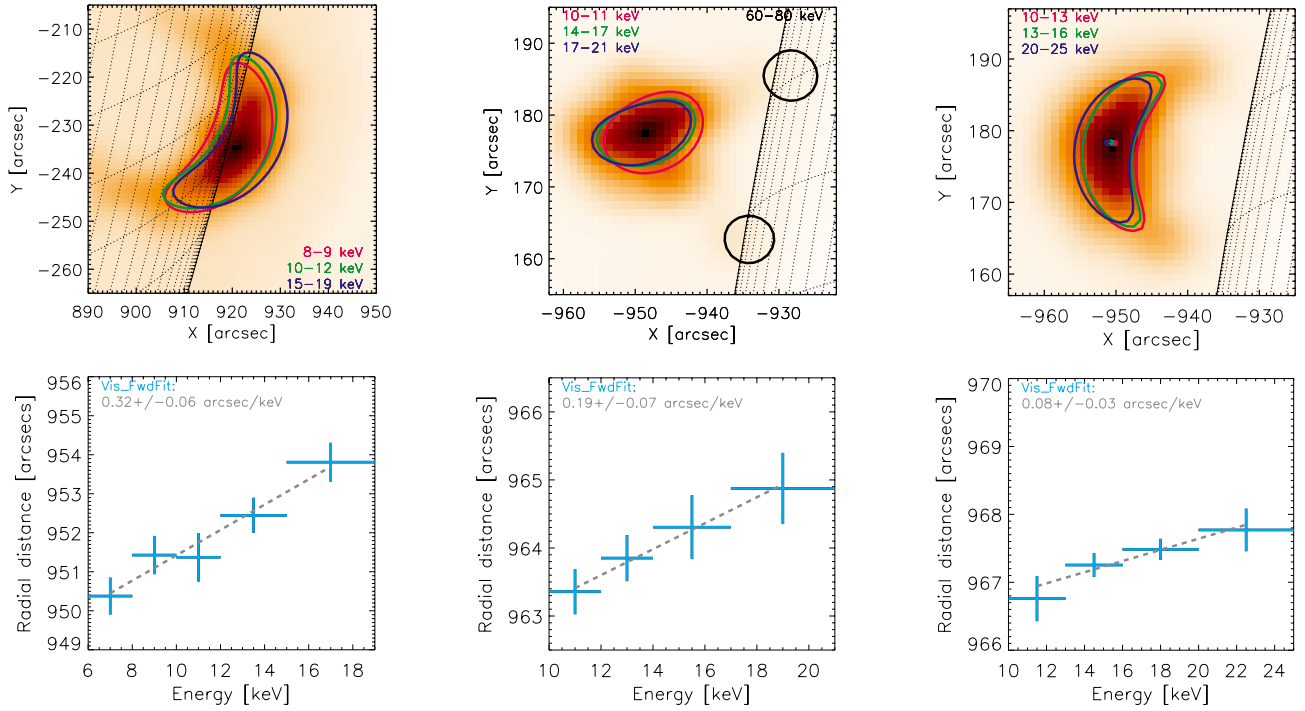 10−11 keV
60−80 keV
14−17 keV
17−21 keV
10−13 keV
13−16 keV
20−25 keV
8−9 keV
10−12 keV
15−19 keV
−210
−220
−230
−240
−250
−260
Y [arcsec]
890 900 910 920 930 940 950
X [arcsec]
190
180
170
160
Y [arcsec]
−960 −950 −940 −930
X [arcsec]
190
180
170
160
Y [arcsec]
−960 −950 −940 −930
X [arcsec]
Vis_FwdFit:
0.32+/−0.06 arcsec/keV
956
955
954
953
952
951
950
949
Radial distance [arcsecs]
6 8 10 12 14 16 18
Energy [keV]
Vis_FwdFit:
0.19+/−0.07 arcsec/keV
966
965
964
963
Radial distance [arcsecs]
10 12 14 16 18 20
Energy [keV]
Vis_FwdFit:
0.08+/−0.03 arcsec/keV
970
969
968
967
966
Radial distance [arcsecs]
10 12 14 16 18 20 22 24
Energy [keV]